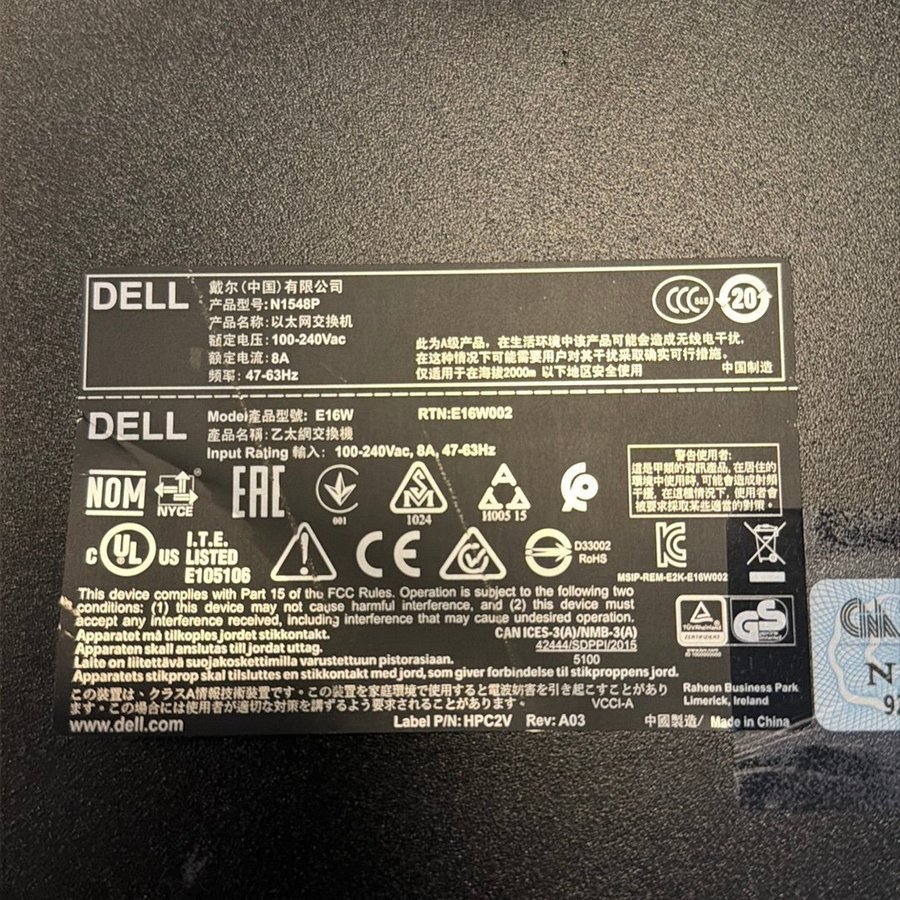 DELL
戴尔(中国)有限公司
产品型号: N1548P
产品名称: 以太网交换机
额定电压: 100-240Vac
额定电流: 8A
频率: 47-63Hz
CCC S&E
20
此为A级产品，在生活环境中该产品可能会造成无线电干扰,
在这种情况下可能需要用户对其干扰采取确实可行措施。
仅适用于在海拔2000m 以下地区安全使用
中国制造
DELL
Model產品型號: E16W
RTN:E16W002
產品名稱: 乙太網交換機
Input Rating 輸入: 100-240Vac, 8A, 47-63Hz
警告使用者:
這是甲類的資訊產品, 在居住的
環境中使用時, 可能會造成射頻
干擾, 在這種情況下, 使用者會
被要求採取某些適當的對策。
NOM
NYCE
EAC
001
1024
H005 15
c UL US
I.T.E.
LISTED
E105106
CE
D33002
RoHS
MSIP-REM-E2K-E16W002
This device complies with Part 15 of the FCC Rules. Operation is subject to the following two
conditions: (1) this device may not cause harmful interference, and (2) this device must
accept any interference received, including interference that may cause undesired operation.
Apparatet må tilkoples jordet stikkontakt.
CAN ICES-3(A)/NMB-3(A)
Apparaten skall anslutas till jordat uttag.
42444/SDPPI/2015
Laite on liitettävä suojakoskettimilla varustettuun pistorasiaan.
5100
Apparatets stikprop skal tilsluttes en stikkontakt med jord, som giver forbindelse til stikproppens jord.
TÜVRheinland
CERTIFIED
GS
この装置は、クラスA情報技術装置です。この装置を家庭環境で使用すると電波妨害を引き起こすことがあり
ます。この場合には使用者が適切な対策を講ずるよう要求されることがあります。
VCCI-A
Raheen Business Park
Limerick, Ireland
www.dell.com
Label P/N: HPC2V
Rev: A03
中國製造/ Made in China
N
92